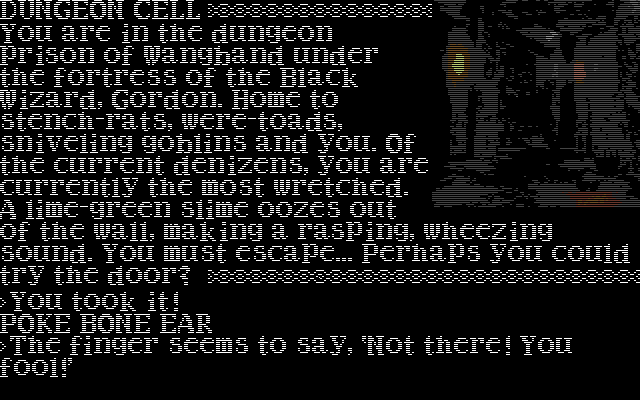 DUNGEON CELL
You are in the dungeon
prison of Wangband under
the fortress of the Black
Wizard, Gordon. Home to
stench-rats, were-toads,
sniveling goblins and you. Of
the current denizens, you are
currently the most wretched.
A lime-green slime oozes out
of the wall, making a rasping, wheezing
sound. You must escape... Perhaps you could
try the door?
>You took it!
POKE BONE EAR
>The finger seems to say, 'Not there! You
fool!'